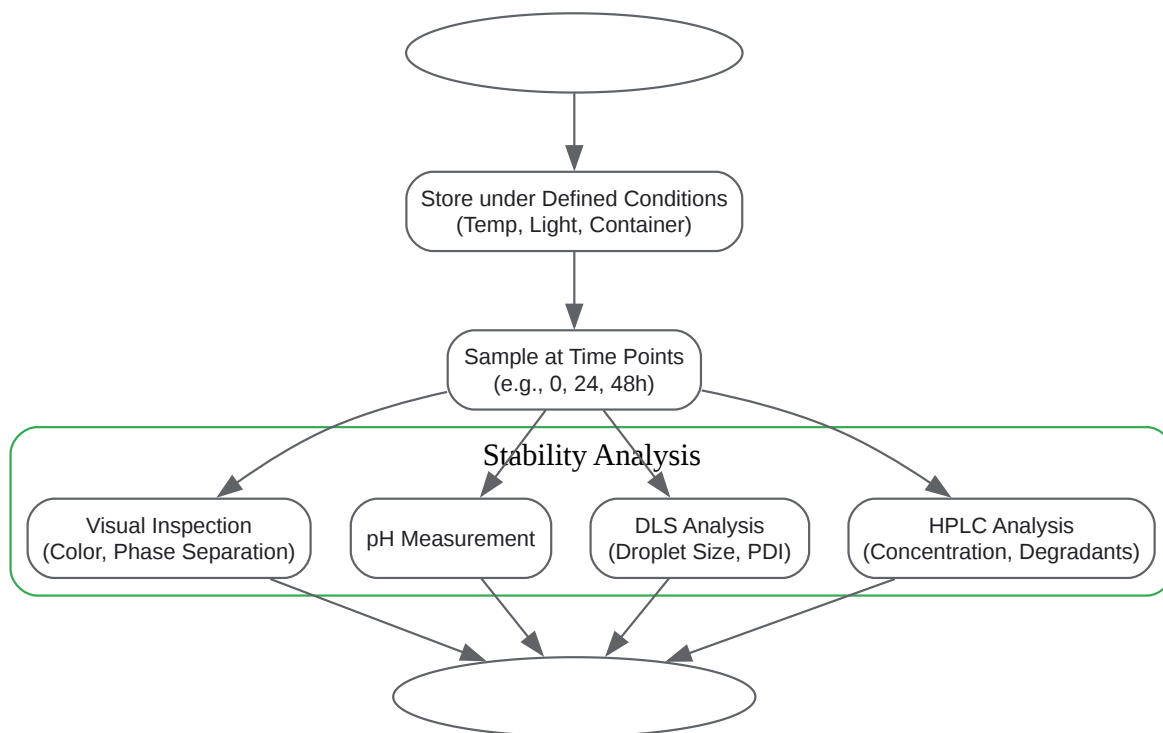 Store under Defined Conditions
(Temp, Light, Container)
Sample at Time Points
(e.g., 0, 24, 48h)
Stability Analysis
Visual Inspection
(Color, Phase Separation)
pH Measurement
DLS Analysis
(Droplet Size, PDI)
HPLC Analysis
(Concentration, Degradants)